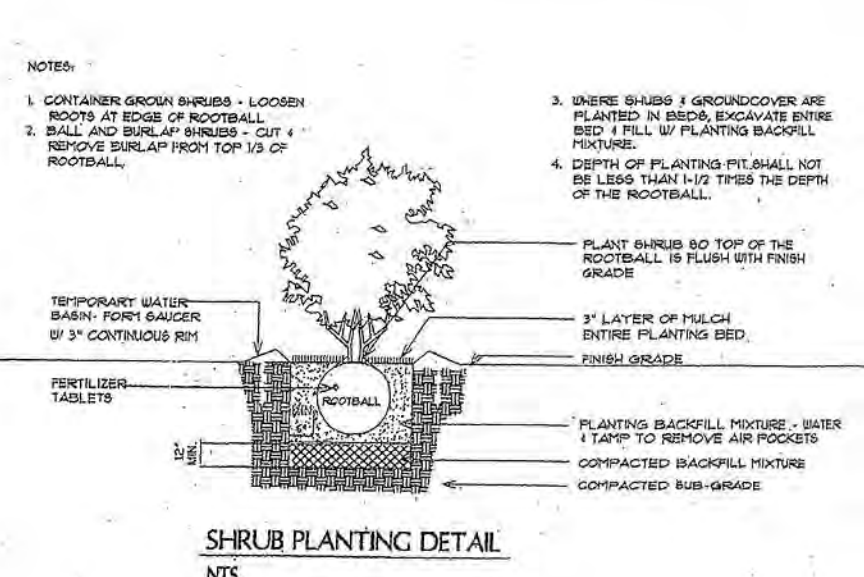 NOTES:
1. CONTAINER GROWN SHRUBS - LOOSEN
ROOTS AT EDGE OF ROOTBALL
2. BALL AND BURLAP SHRUBS - CUT &
REMOVE BURLAP FROM TOP 1/3 OF
ROOTBALL.
3. WHERE SHUBS & GROUNDCOVER ARE
PLANTED IN BEDS, EXCAVATE ENTIRE
BED & FILL W/ PLANTING BACKFILL
MIXTURE.
4. DEPTH OF PLANTING PIT SHALL NOT
BE LESS THAN 1-1/2 TIMES THE DEPTH
OF THE ROOTBALL.
PLANT SHRUB SO TOP OF THE
ROOTBALL IS FLUSH WITH FINISH
GRADE
TEMPORART WATER
BASIN- FORM SAUCER
W/ 3" CONTINUOUS RIM
3" LAYER OF MULCH
ENTIRE PLANTING BED
FINISH GRADE
FERTILIZER
TABLETS
ROOTBALL
PLANTING BACKFILL MIXTURE - WATER
& TAMP TO REMOVE AIR POCKETS
12"
MIN.
COMPACTED BACKFILL MIXTURE
COMPACTED SUB-GRADE
SHRUB PLANTING DETAIL
NTS